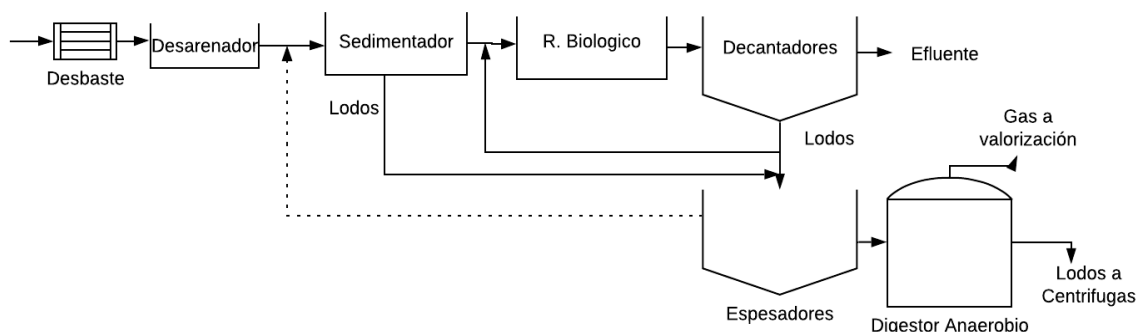 Desbaste
Desarenador
Sedimentador
R. Biologico
Decantadores
Efluente
Lodos
Lodos
Gas a
valorización
Espesadores
Digestor Anaerobio
Lodos a
Centrifugas